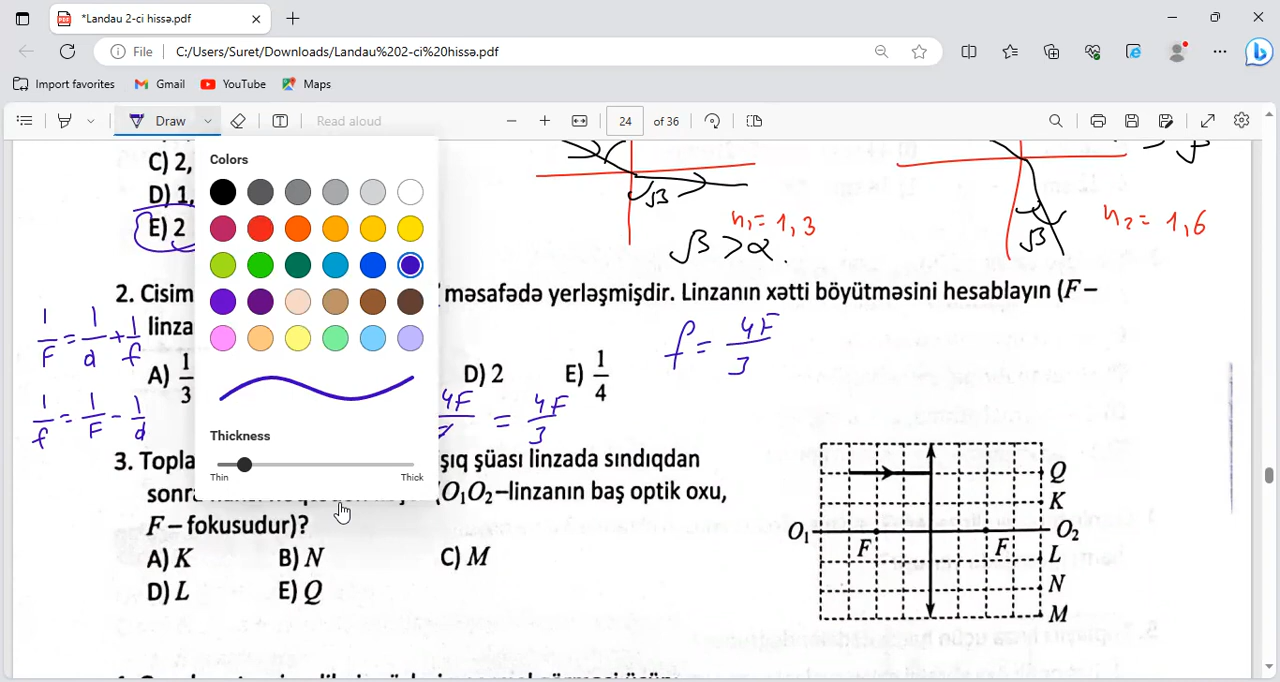 *Landau 2-ci hissə.pdf
File C:/Users/Suret/Downloads/Landau%202-ci%20hissə.pdf
Import favorites Gmail YouTube Maps
Draw Read aloud 24 of 36
Colors
C) 2,
D) 1,
E) 2
n₁ = 1,3
β > α.
β
β
n₂ = 1,6
2. Cisim məsafədə yerləşmişdir. Linzanın xətti böyütməsini hesablayın (F–
linza
1/F = 1/d + 1/f
f = 4F/3
A) 1/3 D) 2 E) 1/4
1/f = 1/F − 1/d
= 4F/3
Thickness
Thin Thick
3. Topla şıq şüası linzada sındıqdan
sonra (O₁O₂–linzanın baş optik oxu,
F– fokusudur)?
A) K B) N C) M
D) L E) Q
Q
K
O₁ O₂
F F L
N
M